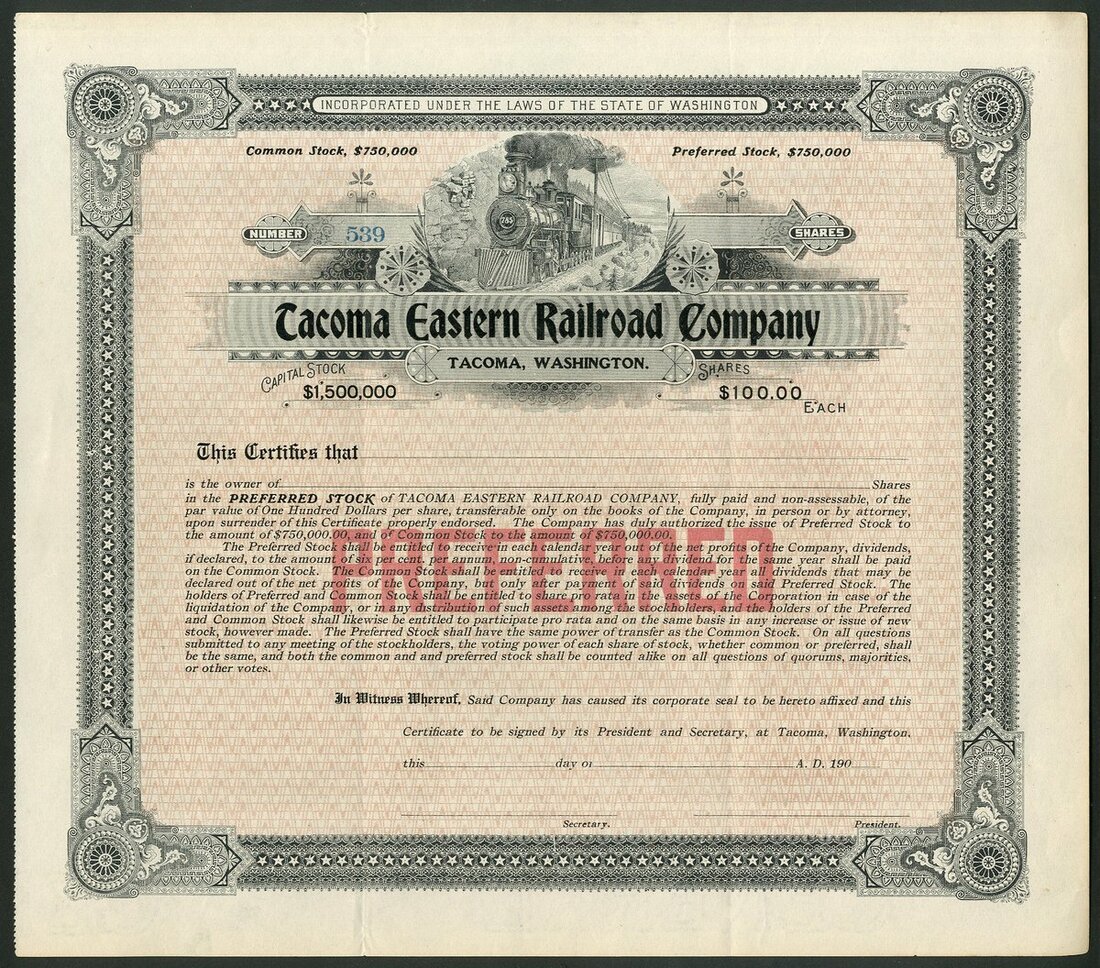 INCORPORATED UNDER THE LAWS OF THE STATE OF WASHINGTON
Common Stock, $750,000
Preferred Stock, $750,000
NUMBER 539
SHARES
785
Tacoma Eastern Railroad Company
TACOMA, WASHINGTON.
CAPITAL STOCK
$1,500,000
SHARES
$100.00
EACH
This Certifies that
is the owner of Shares
in the PREFERRED STOCK of TACOMA EASTERN RAILROAD COMPANY, fully paid and non-assessable, of the
par value of One Hundred Dollars per share, transferable only on the books of the Company, in person or by attorney,
upon surrender of this Certificate properly endorsed. The Company has duly authorized the issue of Preferred Stock to
the amount of $750,000.00, and of Common Stock to the amount of $750,000.00.
The Preferred Stock shall be entitled to receive in each calendar year out of the net profits of the Company, dividends,
if declared, to the amount of six per cent. per annum, non-cumulative, before any dividend for the same year shall be paid
on the Common Stock. The Common Stock shall be entitled to receive in each calendar year all dividends that may be
declared out of the net profits of the Company, but only after payment of said dividends on said Preferred Stock. The
holders of Preferred and Common Stock shall be entitled to share pro rata in the assets of the Corporation in case of the
liquidation of the Company, or in any distribution of such assets among the stockholders, and the holders of the Preferred
and Common Stock shall likewise be entitled to participate pro rata and on the same basis in any increase or issue of new
stock, however made. The Preferred Stock shall have the same power of transfer as the Common Stock. On all questions
submitted to any meeting of the stockholders, the voting power of each share of stock, whether common or preferred, shall
be the same, and both the common and and preferred stock shall be counted alike on all questions of quorums, majorities,
or other votes.
PREFERRED
In Witness Whereof, Said Company has caused its corporate seal to be hereto affixed and this
Certificate to be signed by its President and Secretary, at Tacoma, Washington.
this day of A. D. 190
Secretary.
President.